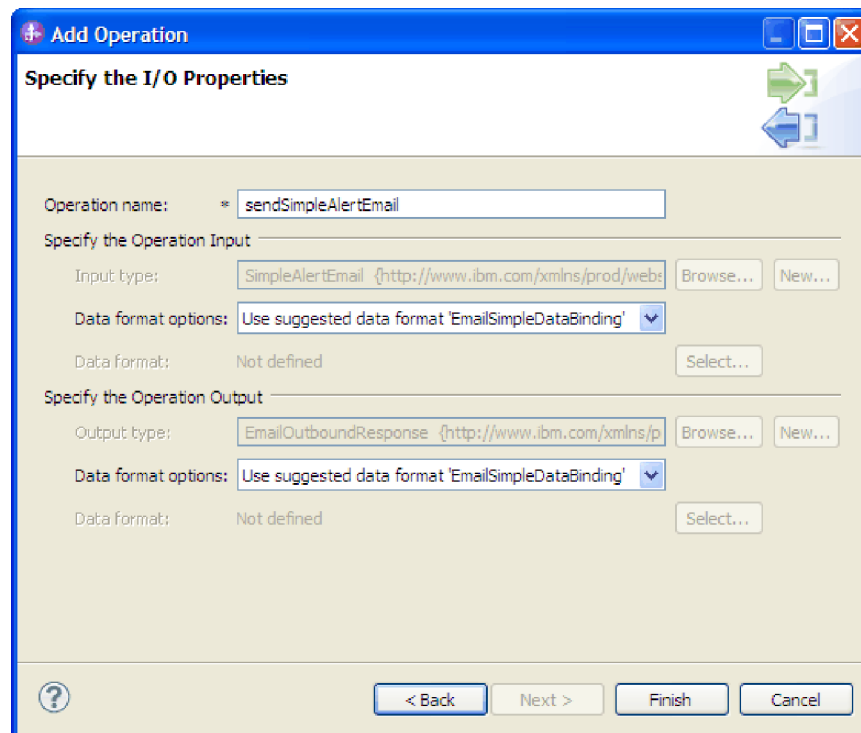 Add Operation
Specify the I/O Properties
Operation name: * sendSimpleAlertEmail
Specify the Operation Input
Input type: SimpleAlertEmail {http://www.ibm.com/xmlns/prod/webs Browse... New...
Data format options: Use suggested data format 'EmailSimpleDataBinding'
Data format: Not defined Select...
Specify the Operation Output
Output type: EmailOutboundResponse {http://www.ibm.com/xmlns/p Browse... New...
Data format options: Use suggested data format 'EmailSimpleDataBinding'
Data format: Not defined Select...
? < Back Next > Finish Cancel